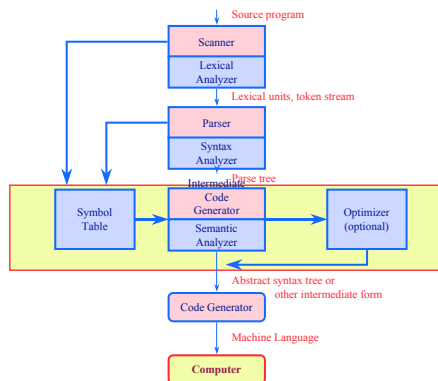 Source program
Scanner
Lexical
Analyzer
Lexical units, token stream
Parser
Syntax
Analyzer
Parse tree
Intermediate
Code
Generator
Semantic
Analyzer
Symbol
Table
Optimizer
(optional)
Abstract syntax tree or
other intermediate form
Code Generator
Machine Language
Computer